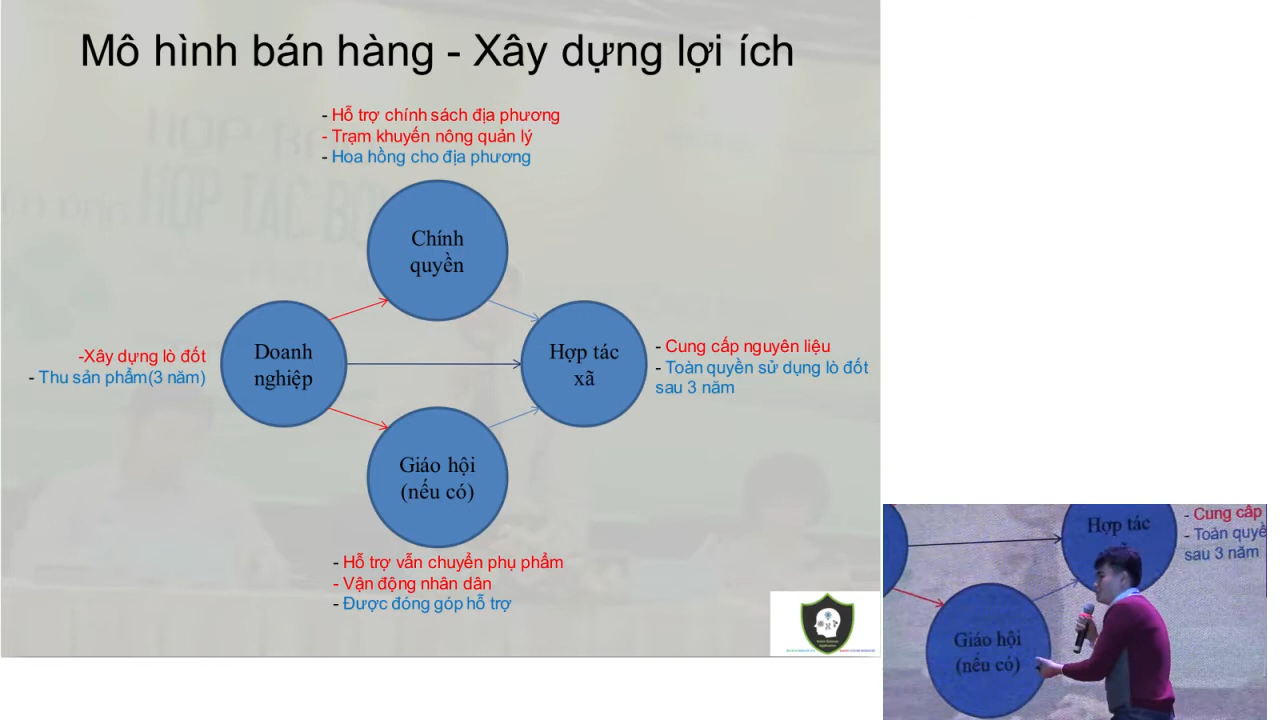 Mô hình bán hàng - Xây dựng lợi ích
- Hỗ trợ chính sách địa phương
- Trạm khuyến nông quản lý
- Hoa hồng cho địa phương
Chính
quyền
-Xây dựng lò đốt
- Thu sản phẩm(3 năm)
Doanh
nghiệp
Hợp tác
xã
- Cung cấp nguyên liệu
- Toàn quyền sử dụng lò đốt
sau 3 năm
Giáo hội
(nếu có)
- Hỗ trợ vẫn chuyển phụ phẩm
- Vận động nhân dân
- Được đóng góp hỗ trợ
Hợp tác
- Cung cấp
- Toàn quyề
sau 3 năm
Giáo hội
(nếu có)